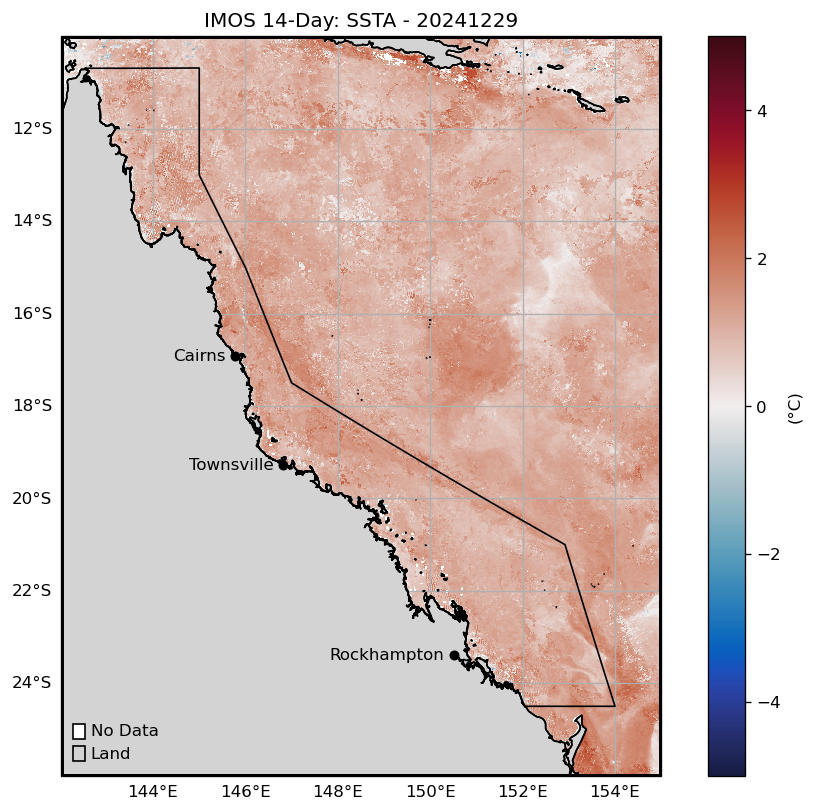 IMOS 14-Day: SSTA - 20241229
12°S
14°S
16°S
18°S
20°S
22°S
24°S
Cairns
Townsville
Rockhampton
No Data
Land
144°E 146°E 148°E 150°E 152°E 154°E
4
2
0
−2
−4
(°C)